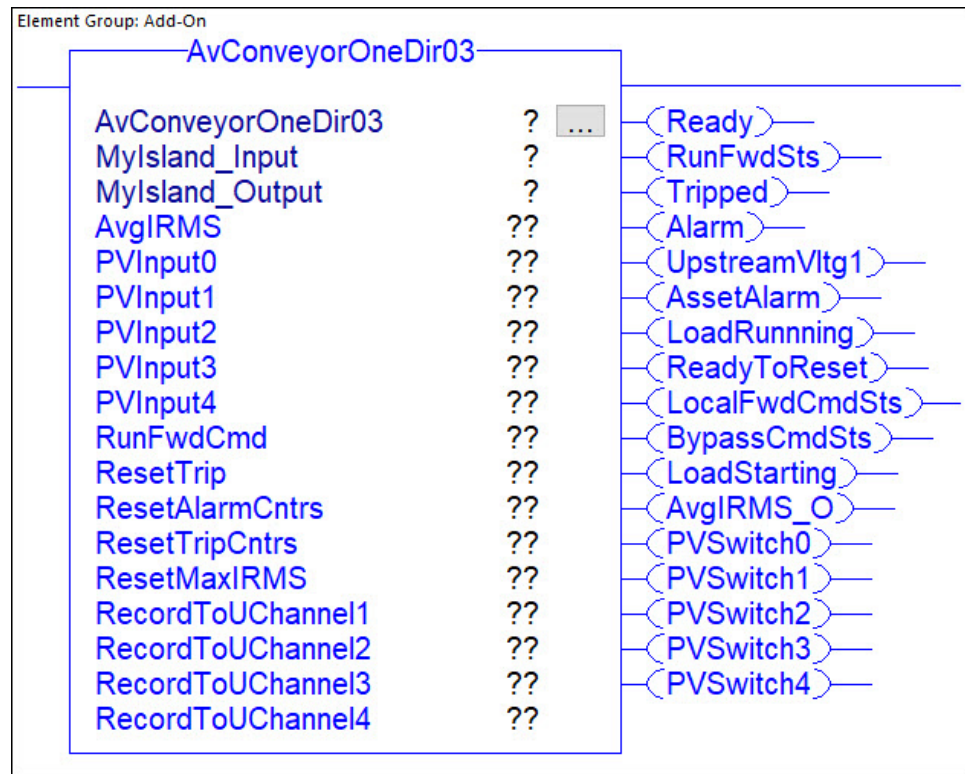 Element Group: Add-On
AvConveyorOneDir03
AvConveyorOneDir03 ? ... Ready
MyIsland_Input ? RunFwdSts
MyIsland_Output ? Tripped
AvgIRMS ?? Alarm
PVInput0 ?? UpstreamVltg1
PVInput1 ?? AssetAlarm
PVInput2 ?? LoadRunnning
PVInput3 ?? ReadyToReset
PVInput4 ?? LocalFwdCmdSts
RunFwdCmd ?? BypassCmdSts
ResetTrip ?? LoadStarting
ResetAlarmCntrs ?? AvgIRMS_O
ResetTripCntrs ?? PVSwitch0
ResetMaxIRMS ?? PVSwitch1
RecordToUChannel1 ?? PVSwitch2
RecordToUChannel2 ?? PVSwitch3
RecordToUChannel3 ?? PVSwitch4
RecordToUChannel4 ??